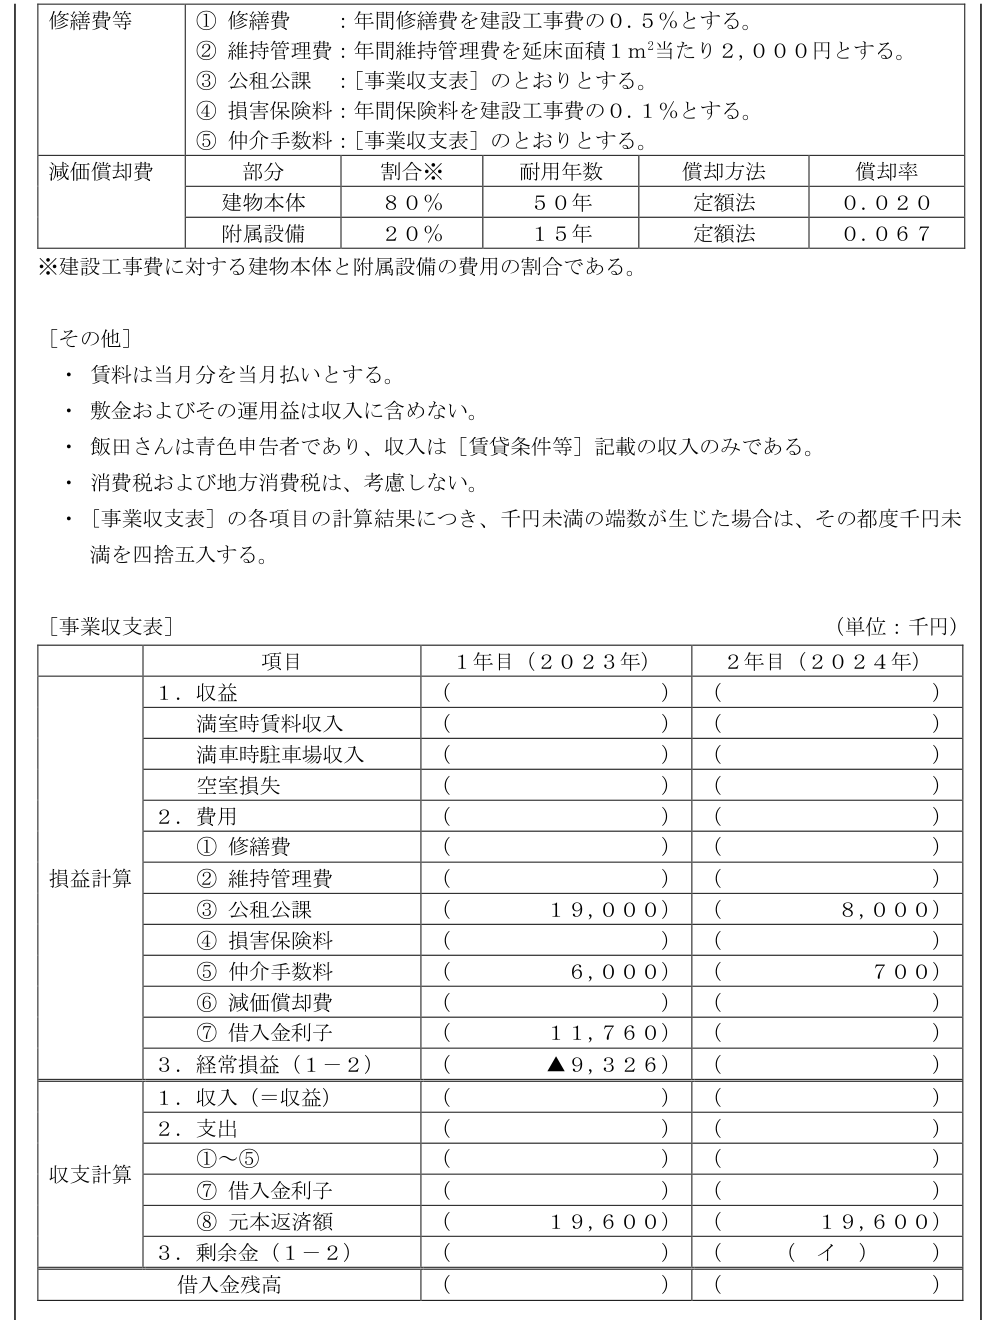 修繕費等 ① 修繕費 ：年間修繕費を建設工事費の０．５％とする。
② 維持管理費：年間維持管理費を延床面積１㎡当たり２，０００円とする。
③ 公租公課 ：［事業収支表］のとおりとする。
④ 損害保険料：年間保険料を建設工事費の０．１％とする。
⑤ 仲介手数料：［事業収支表］のとおりとする。
減価償却費 部分 割合※ 耐用年数 償却方法 償却率
建物本体 ８０％ ５０年 定額法 ０．０２０
附属設備 ２０％ １５年 定額法 ０．０６７
※建設工事費に対する建物本体と附属設備の費用の割合である。
［その他］
・ 賃料は当月分を当月払いとする。
・ 敷金およびその運用益は収入に含めない。
・ 飯田さんは青色申告者であり、収入は［賃貸条件等］記載の収入のみである。
・ 消費税および地方消費税は、考慮しない。
・ ［事業収支表］の各項目の計算結果につき、千円未満の端数が生じた場合は、その都度千円未
満を四捨五入する。
［事業収支表］ （単位：千円）
項目 １年目（２０２３年） ２年目（２０２４年）
損益計算 １．収益 （ ） （ ）
満室時賃料収入 （ ） （ ）
満車時駐車場収入 （ ） （ ）
空室損失 （ ） （ ）
２．費用 （ ） （ ）
① 修繕費 （ ） （ ）
② 維持管理費 （ ） （ ）
③ 公租公課 （ １９，０００） （ ８，０００）
④ 損害保険料 （ ） （ ）
⑤ 仲介手数料 （ ６，０００） （ ７００）
⑥ 減価償却費 （ ） （ ）
⑦ 借入金利子 （ １１，７６０） （ ）
３．経常損益（１－２） （ ▲９，３２６） （ ）
収支計算 １．収入（＝収益） （ ） （ ）
２．支出 （ ） （ ）
①～⑤ （ ） （ ）
⑦ 借入金利子 （ ） （ ）
⑧ 元本返済額 （ １９，６００） （ １９，６００）
３．剰余金（１－２） （ ） （ （ イ ） ）
借入金残高 （ ） （ ）